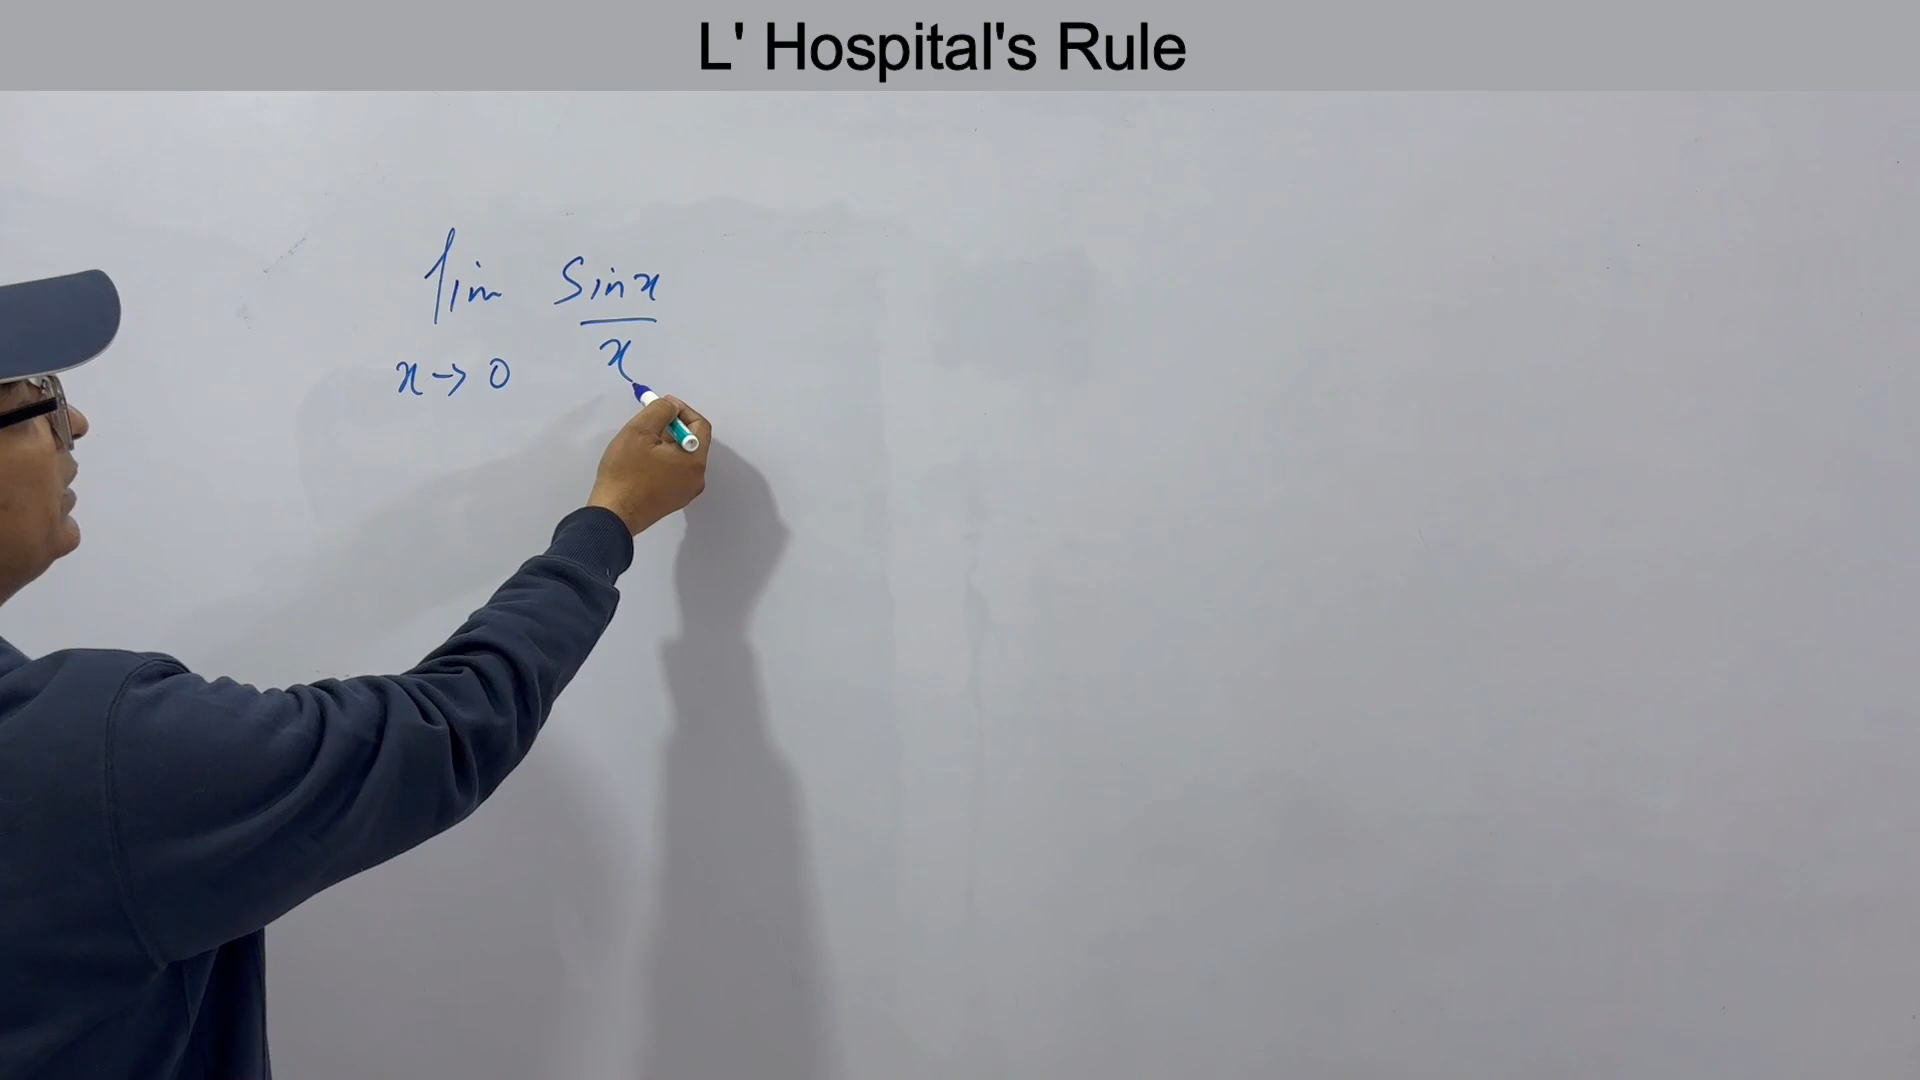 L' Hospital's Rule
lim sinx
x
x→0